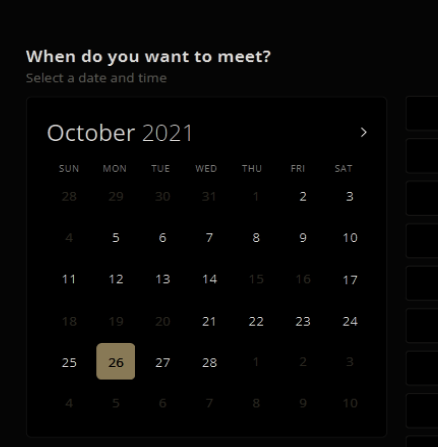 When do you want to meet?
Select a date and time
October 2021 >
SUN MON TUE WED THU FRI SAT
28 29 30 31 1 2 3
4 5 6 7 8 9 10
11 12 13 14 15 16 17
18 19 20 21 22 23 24
25 26 27 28 1 2 3
4 5 6 7 8 9 10